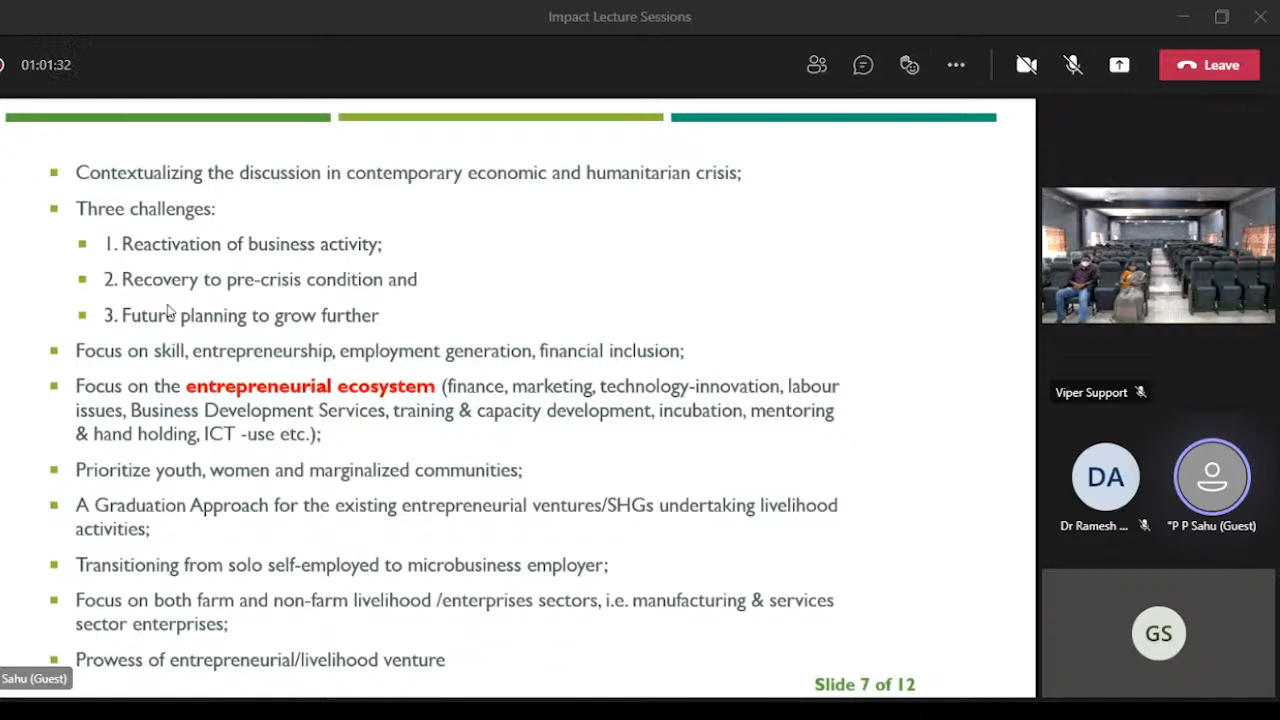 Impact Lecture Sessions
01:01:32
Leave
Contextualizing the discussion in contemporary economic and humanitarian crisis;
Three challenges:
1. Reactivation of business activity;
2. Recovery to pre-crisis condition and
3. Future planning to grow further
Focus on skill, entrepreneurship, employment generation, financial inclusion;
Focus on the entrepreneurial ecosystem (finance, marketing, technology-innovation, labour
issues, Business Development Services, training & capacity development, incubation, mentoring
& hand holding, ICT -use etc.);
Prioritize youth, women and marginalized communities;
A Graduation Approach for the existing entrepreneurial ventures/SHGs undertaking livelihood
activities;
Transitioning from solo self-employed to microbusiness employer;
Focus on both farm and non-farm livelihood /enterprises sectors, i.e. manufacturing & services
sector enterprises;
Prowess of entrepreneurial/livelihood venture
Sahu (Guest)
Slide 7 of 12
Viper Support
DA
Dr Ramesh ...
"P P Sahu (Guest)
GS